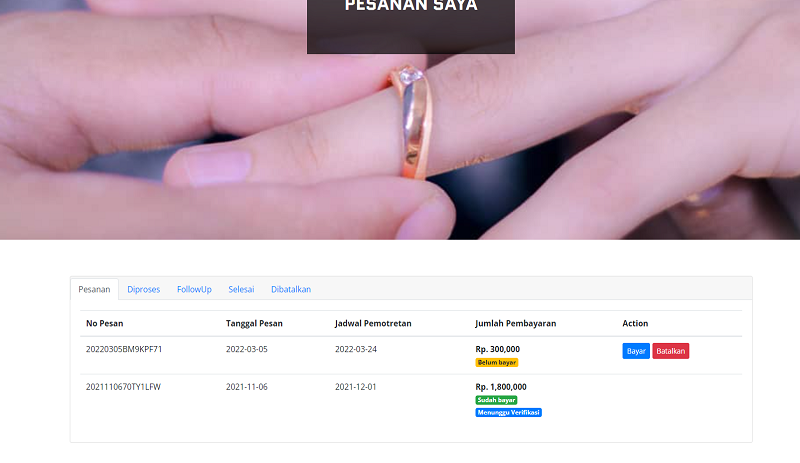 PESANAN SAYA
Pesanan Diproses FollowUp Selesai Dibatalkan
No Pesan Tanggal Pesan Jadwal Pemotretan Jumlah Pembayaran Action
20220305BM9KPF71 2022-03-05 2022-03-24 Rp. 300,000 Bayar Batalkan
Belum bayar
2021110670TY1LFW 2021-11-06 2021-12-01 Rp. 1,800,000
Sudah bayar
Menunggu Verifikasi